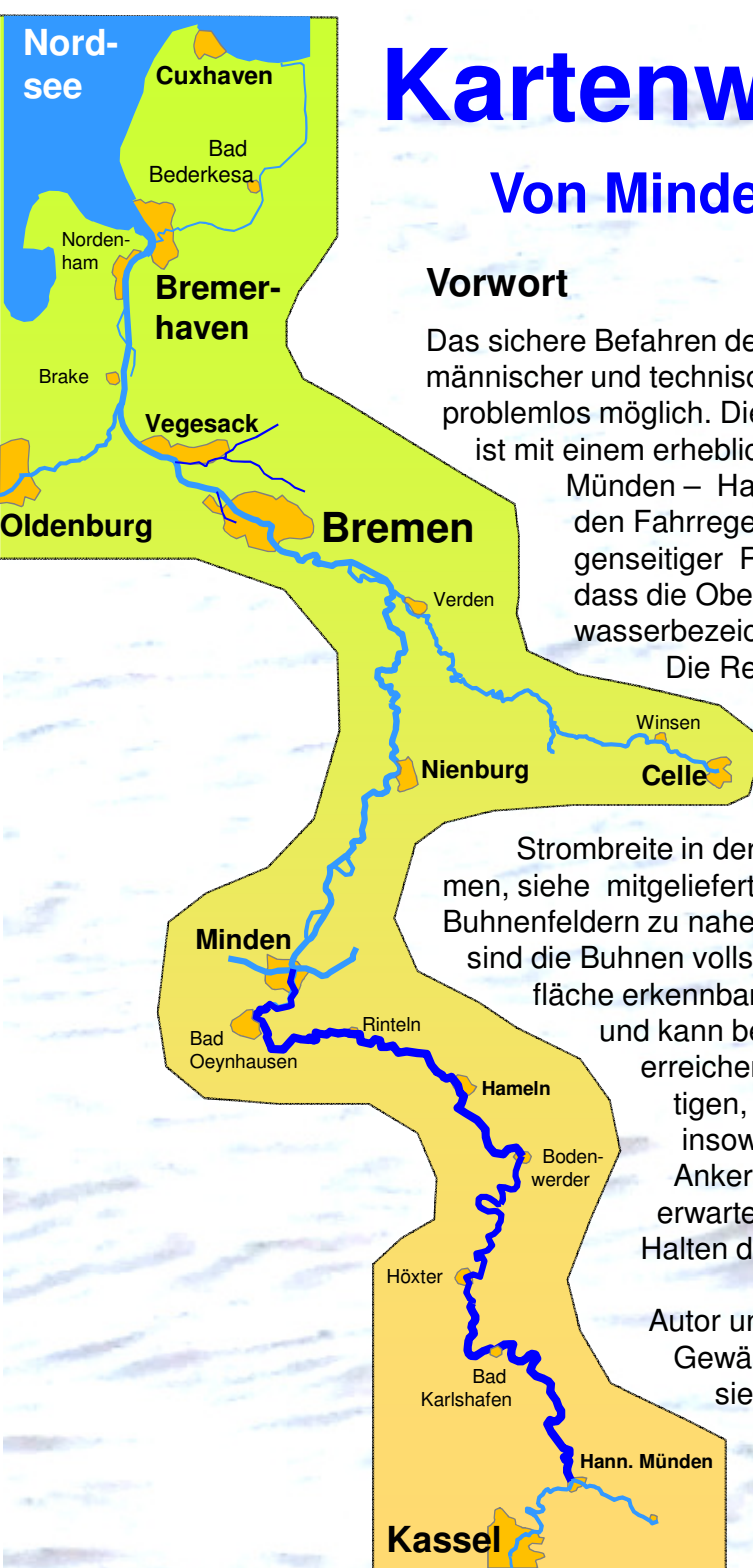 Nord-
see
Cuxhaven
Bad
Bederkesa
Norden-
ham
Bremer-
haven
Brake
Vegesack
Oldenburg
Bremen
Verden
Winsen
Celle
Nienburg
Minden
Bad
Oeynhausen
Rinteln
Hameln
Boden-
werder
Höxter
Bad
Karlshafen
Hann. Münden
Kassel
Kartenw
Von Minde
Vorwort
Das sichere Befahren de
männischer und technisc
problemlos möglich. Die
ist mit einem erheblic
Münden – Ha
den Fahrrege
genseitiger F
dass die Obe
wasserbezeic
Die Re
Strombreite in der
men, siehe mitgeliefert
Buhnenfeldern zu nahe
sind die Buhnen volls
fläche erkennbar
und kann be
erreichen
tigen,
insow
Anker
erwarte
Halten d
Autor un
Gewä
sie